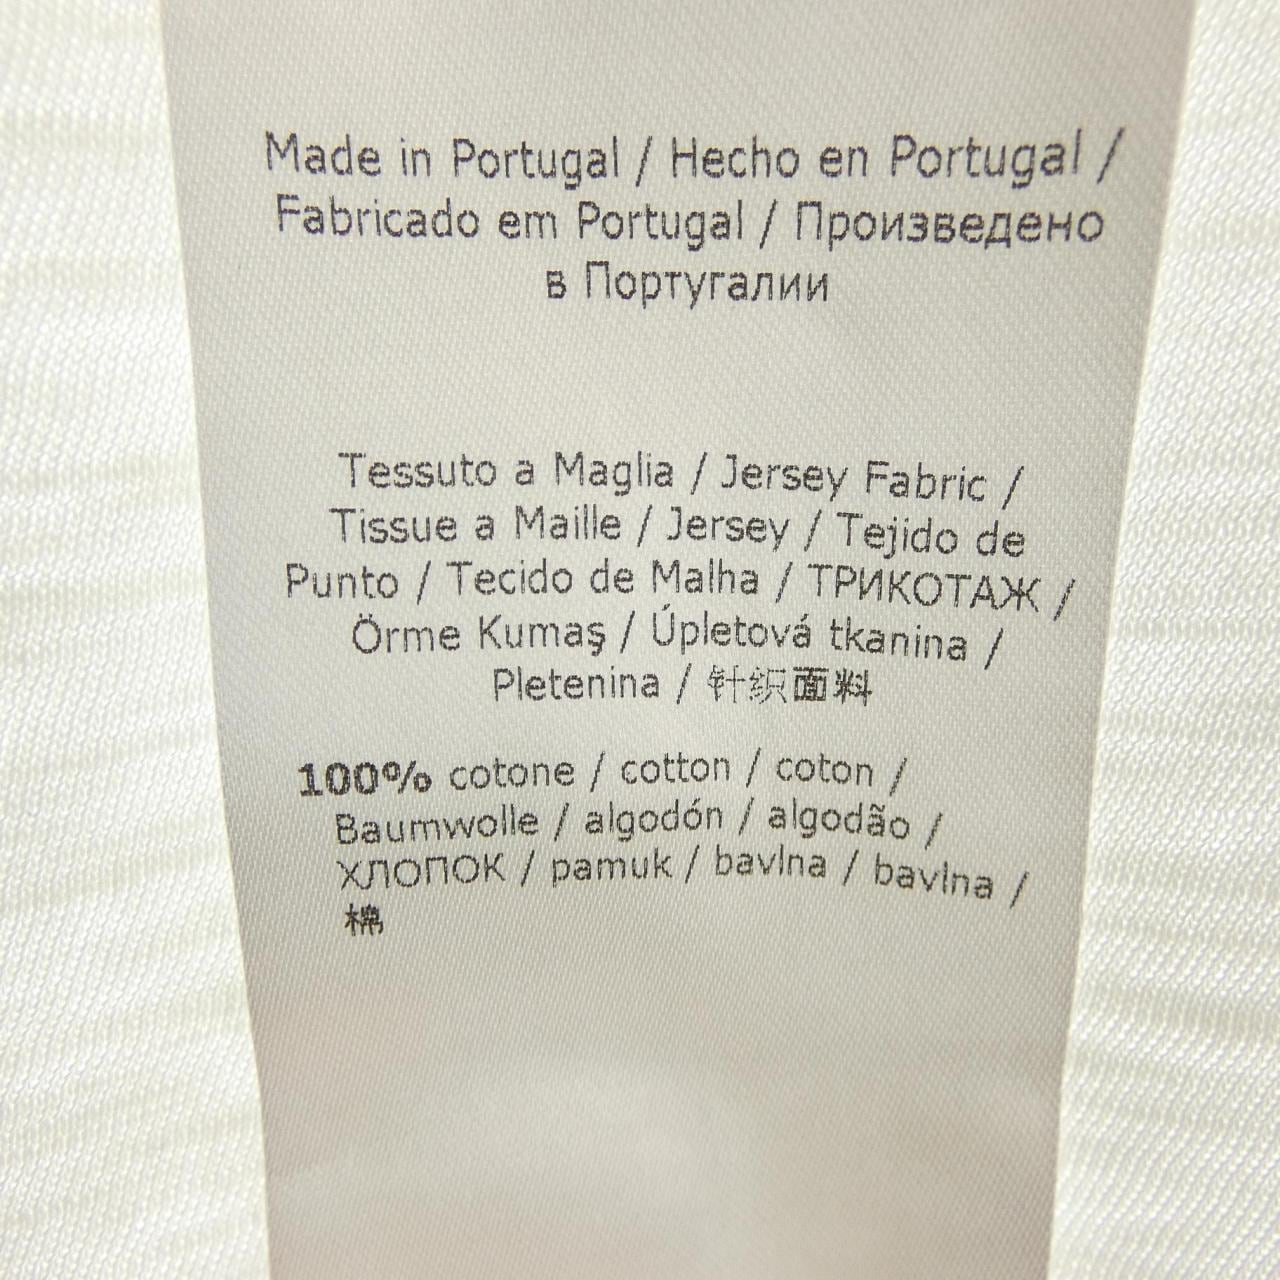 Made in Portugal / Hecho en Portugal /
Fabricado em Portugal / Произведено
в Португалии
Tessuto a Maglia / Jersey Fabric /
Tissue a Maille / Jersey / Tejido de
Punto / Tecido de Malha / ТРИКОТАЖ /
Örme Kumaş / Úpletová tkanina /
Pletenina / 针织面料
100% cotone / cotton / coton /
Baumwolle / algodón / algodão /
ХЛОПОК / pamuk / bavlna / bavlna /
棉